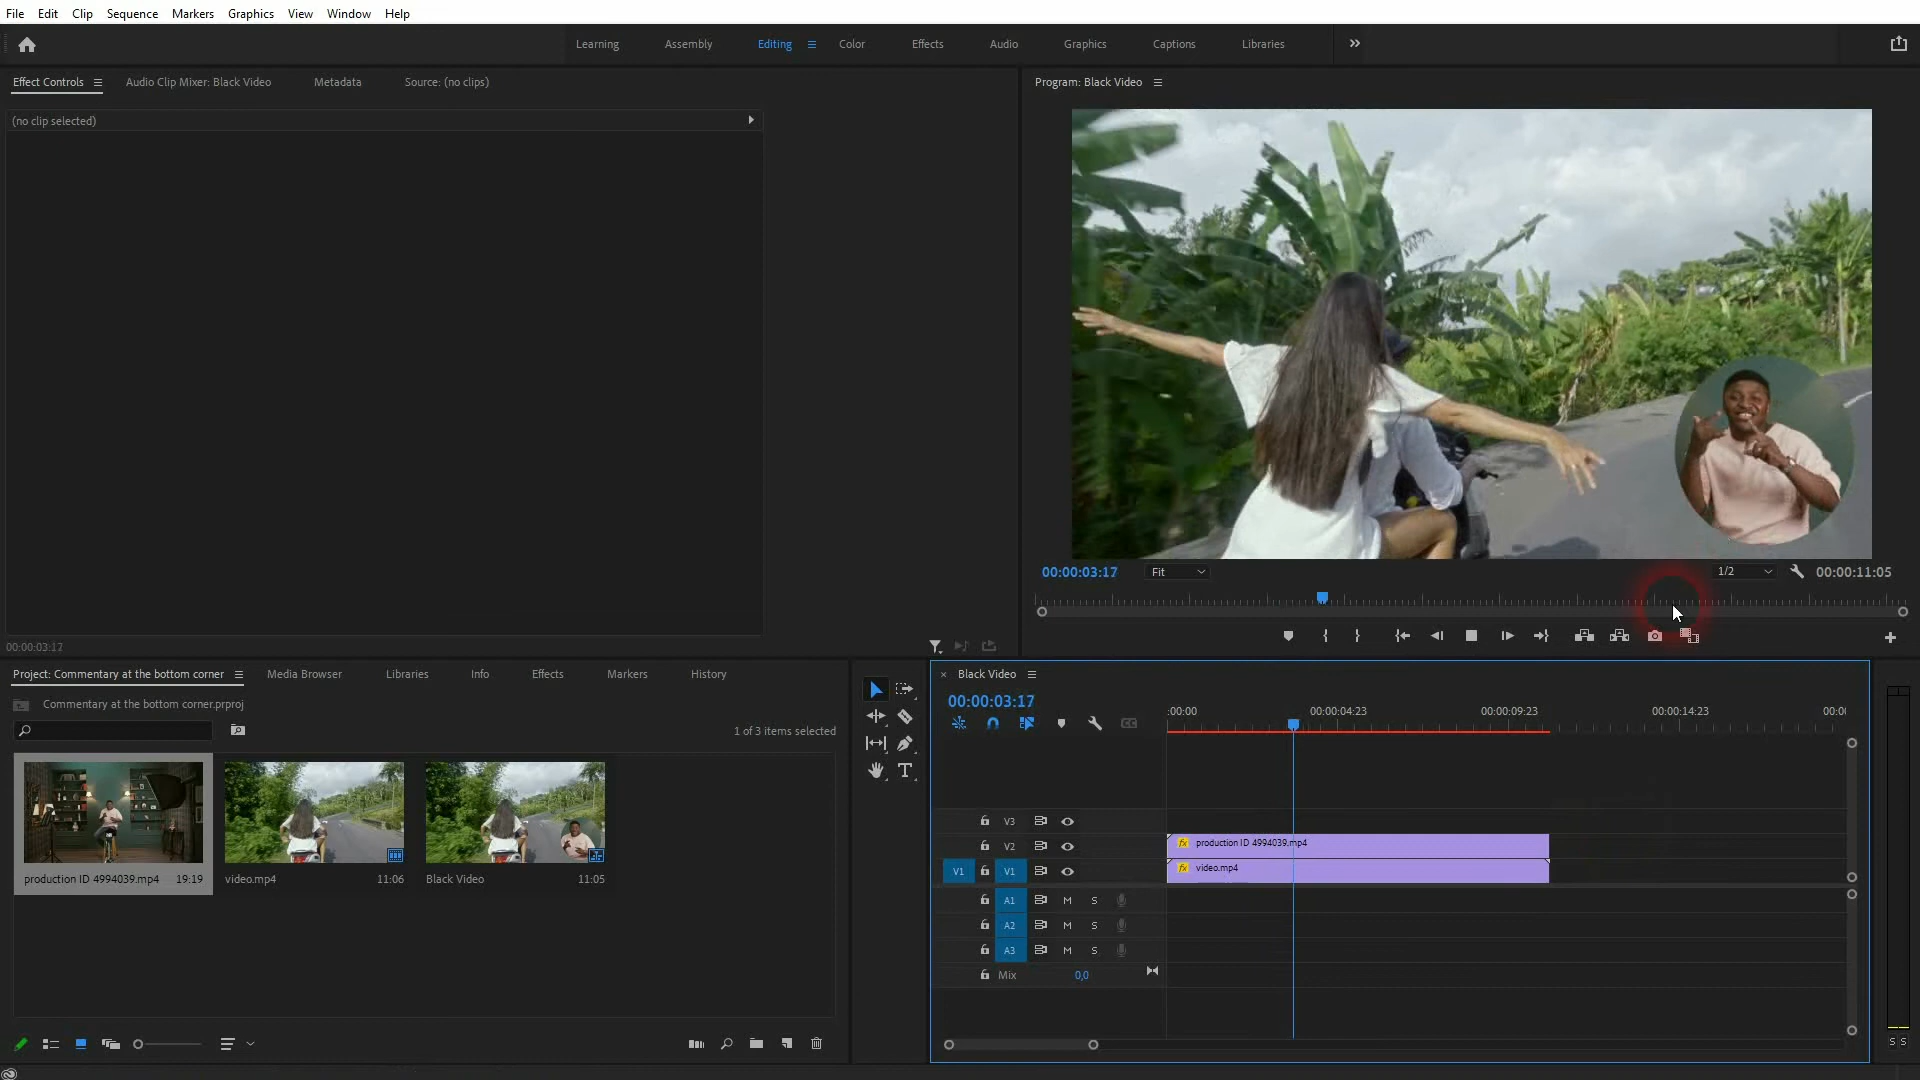 File Edit Clip Sequence Markers Graphics View Window Help
Learning Assembly Editing Color Effects Audio Graphics Captions Libraries
Effect Controls Audio Clip Mixer: Black Video Metadata Source: (no clips)
(no clip selected)
00:00:03:17
Program: Black Video
00:00:03:17 Fit 1/2 00:00:11:05
Project: Commentary at the bottom corner Media Browser Libraries Info Effects Markers History
Commentary at the bottom corner.prproj
1 of 3 items selected
production ID 4994039.mp4 19:19
video.mp4 11:06
Black Video 11:05
× Black Video
00:00:03:17
:00:00 00:00:04:23 00:00:09:23 00:00:14:23 00:0
V3
V2 production ID 4994039.mp4
V1 V1 video.mp4
A1 M S
A2 M S
A3 M S
Mix 0,0
S S